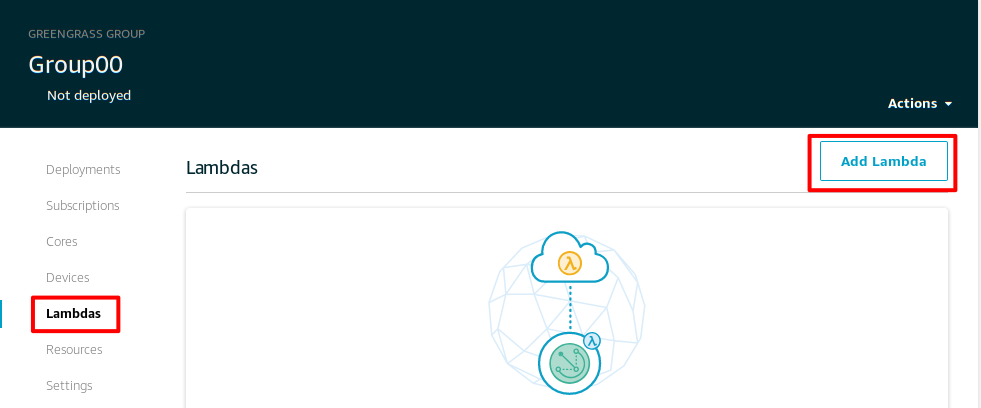 GREENGRASS GROUP
Group00
Not deployed
Actions
Deployments
Subscriptions
Cores
Devices
Lambdas
Resources
Settings
Lambdas
Add Lambda
λ
λ